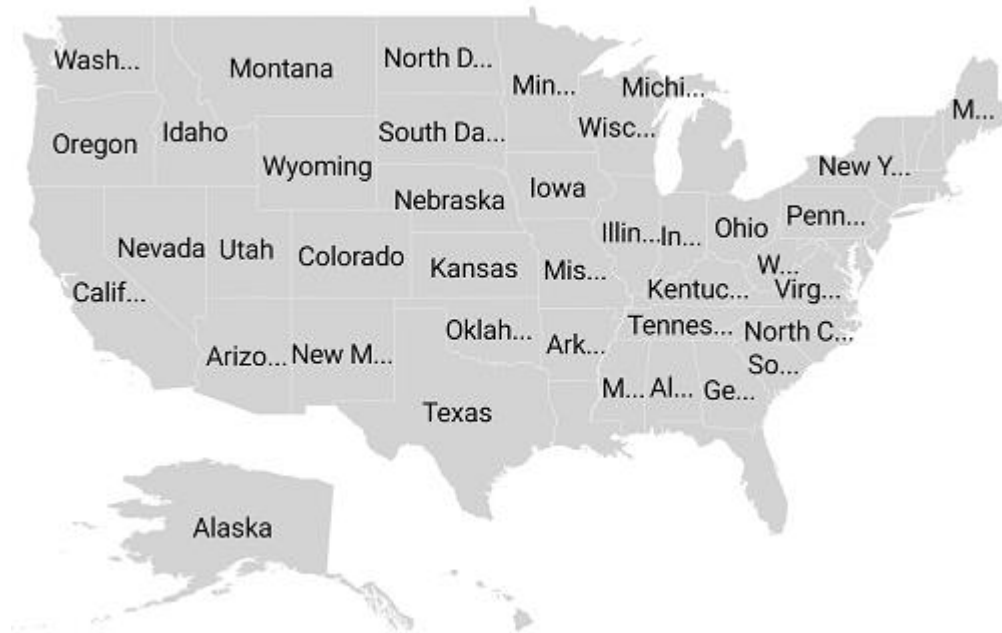 Wash...
Montana
North D...
Min...
Michi...
M...
Oregon
Idaho
South Da...
Wisc...
Wyoming
New Y...
Nebraska
Iowa
Nevada
Utah
Colorado
Illin...
In...
Ohio
Penn...
Calif...
Kansas
Mis...
W...
Kentuc...
Virg...
Arizo...
New M...
Oklah...
Ark...
Tennes...
North C...
So...
Texas
M...
Al...
Ge...
Alaska